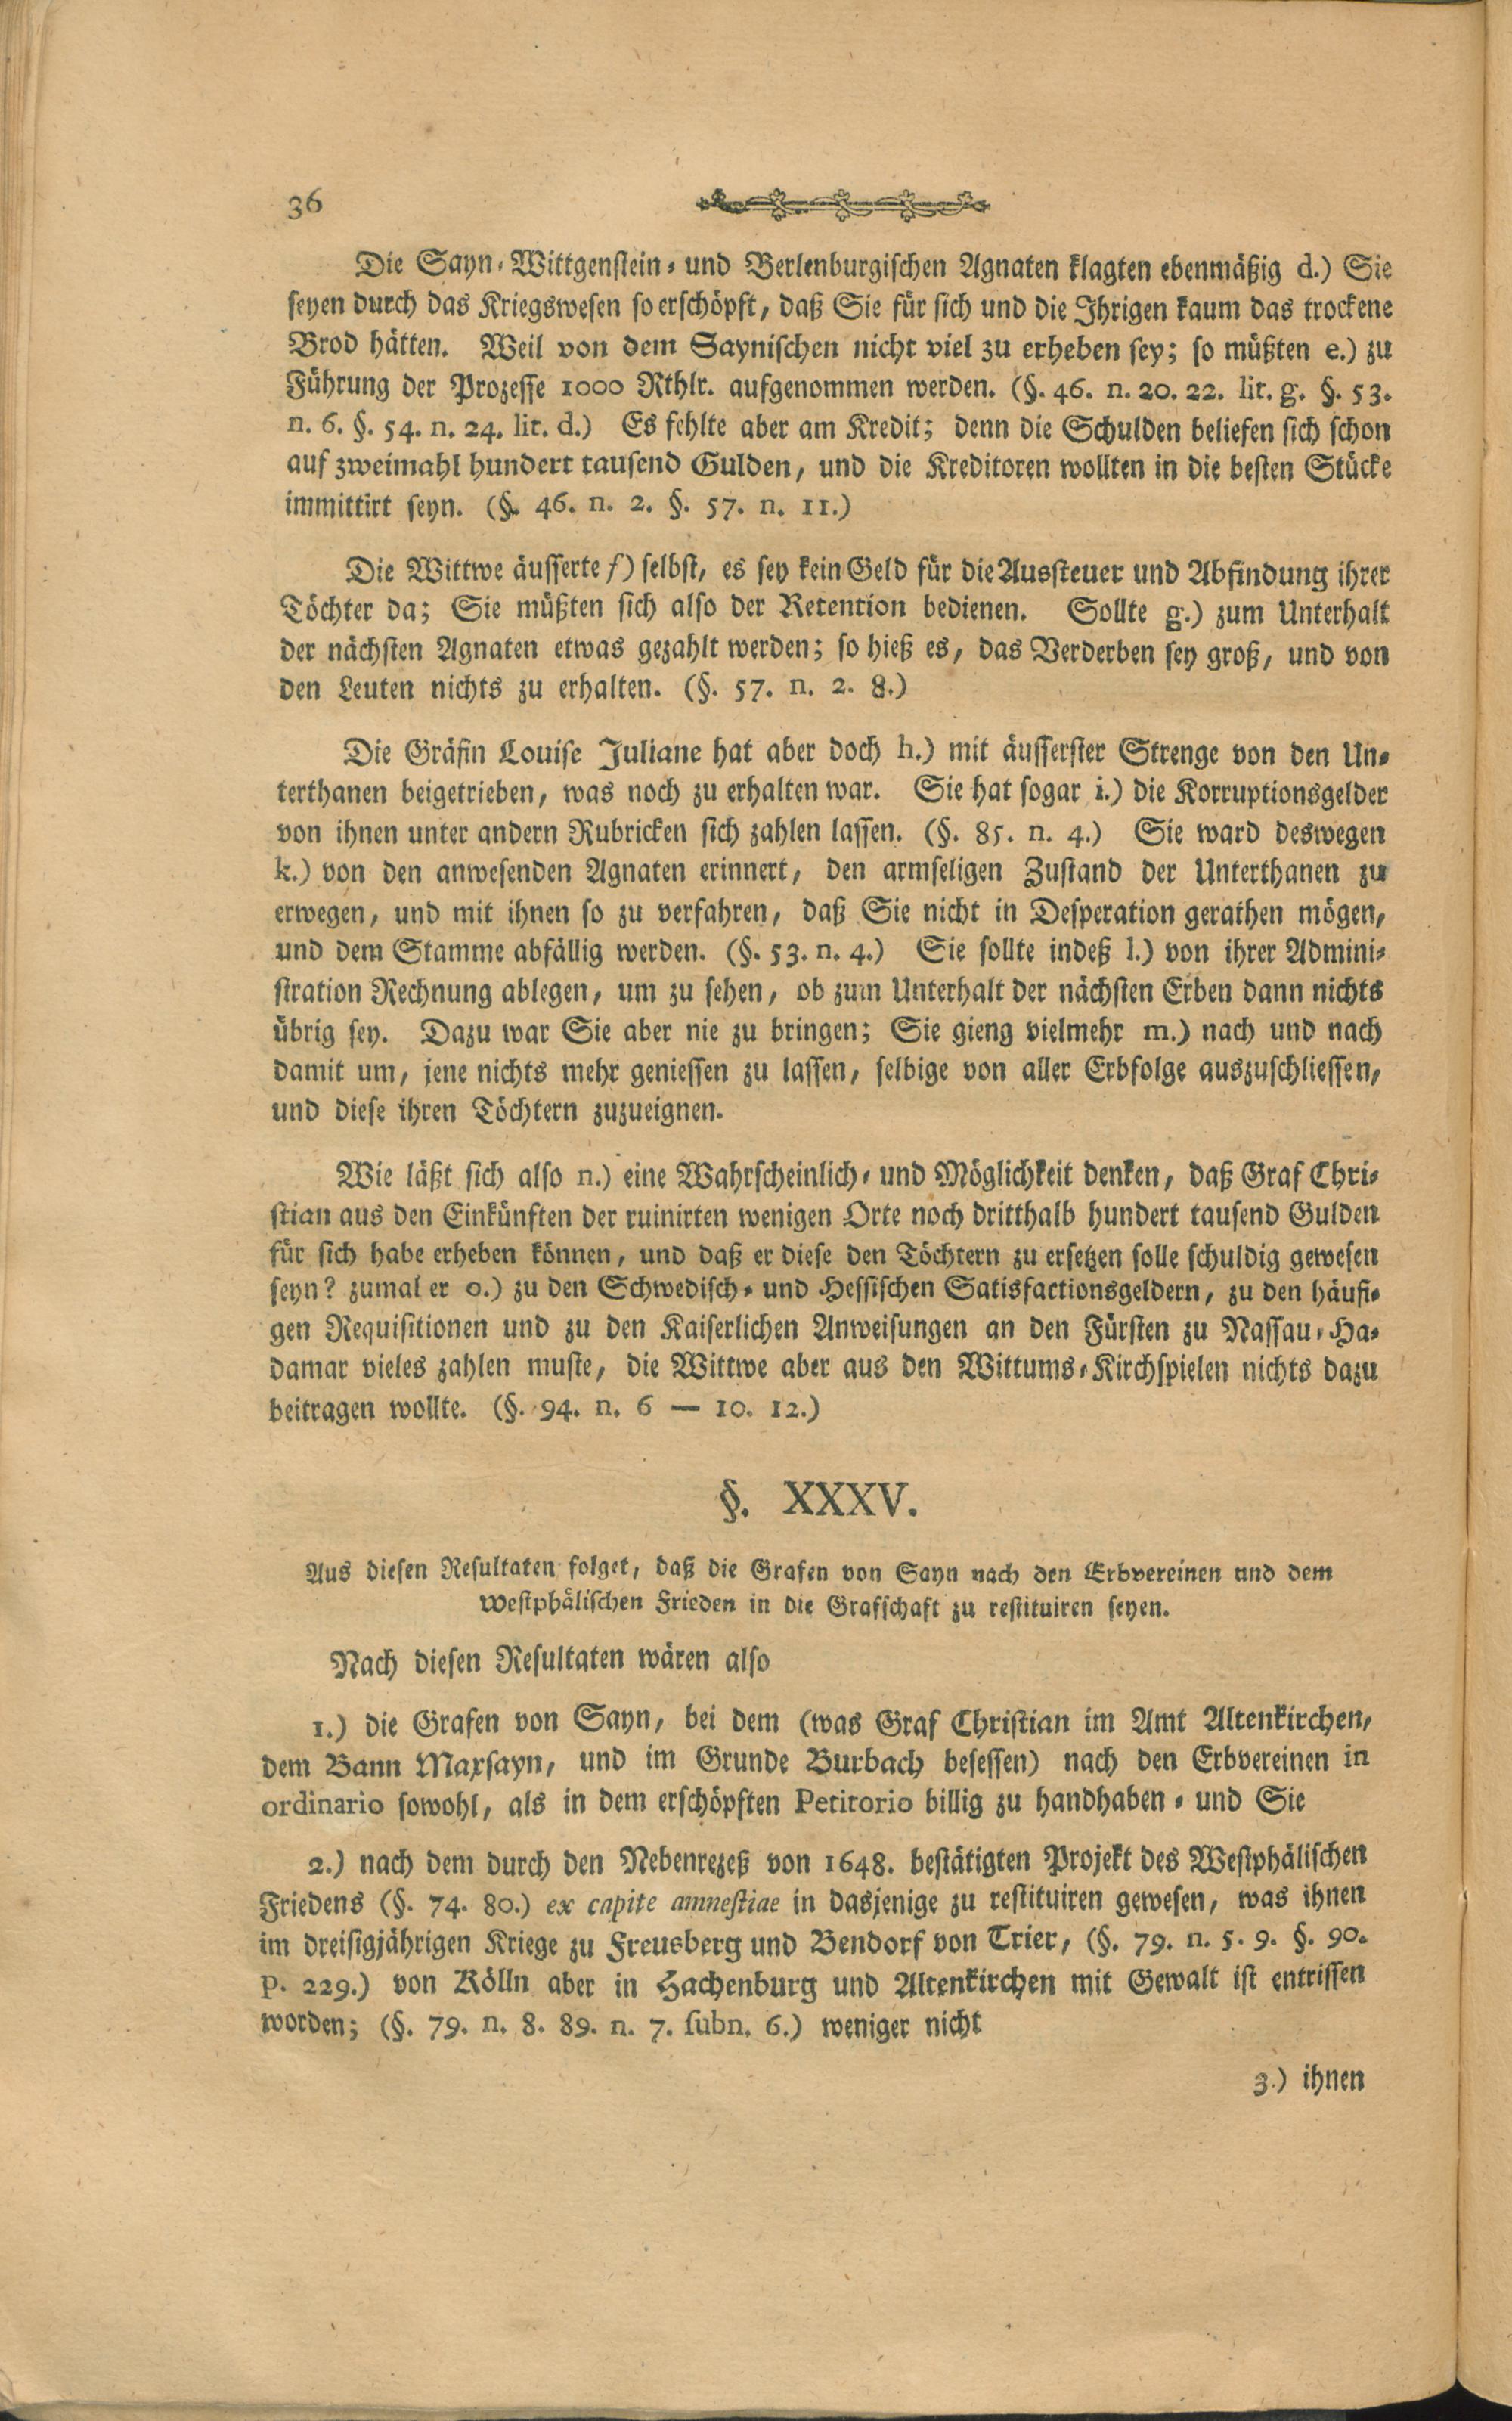 36
Die Sayn-Wittgenstein- und Berlenburgischen Agnaten klagten ebenmäßig d.) Sie
seyen durch das Kriegswesen so erschöpft, daß Sie für sich und die Ihrigen kaum das trockene
Brod hätten. Weil von dem Saynischen nicht viel zu erheben sey; so müßten e.) zu
Führung der Prozesse 1000 Rthlr. aufgenommen werden. (§. 46. n. 20. 22. lit. g. §. 53.
n. 6. §. 54. n. 24. lit. d.) Es fehlte aber am Kredit; denn die Schulden beliefen sich schon
auf zweimahl hundert tausend Gulden, und die Kreditoren wollten in die besten Stücke
immittirt seyn. (§. 46. n. 2. §. 57. n. 11.)
Die Wittwe äusserte f) selbst, es sey kein Geld für die Aussteuer und Abfindung ihrer
Töchter da; Sie müßten sich also der Retention bedienen. Sollte g.) zum Unterhalt
der nächsten Agnaten etwas gezahlt werden; so hieß es, das Verderben sey groß, und von
den Leuten nichts zu erhalten. (§. 57. n. 2. 8.)
Die Gräfin Louise Juliane hat aber doch h.) mit äusserster Strenge von den Un-
terthanen beigetrieben, was noch zu erhalten war. Sie hat sogar i.) die Korruptionsgelder
von ihnen unter andern Rubricken sich zahlen lassen. (§. 85. n. 4.) Sie ward deswegen
k.) von den anwesenden Agnaten erinnert, den armseligen Zustand der Unterthanen zu
erwegen, und mit ihnen so zu verfahren, daß Sie nicht in Desperation gerathen mögen,
und dem Stamme abfällig werden. (§. 53. n. 4.) Sie sollte indeß l.) von ihrer Admini-
stration Rechnung ablegen, um zu sehen, ob zum Unterhalt der nächsten Erben dann nichts
übrig sey. Dazu war Sie aber nie zu bringen; Sie gieng vielmehr m.) nach und nach
damit um, jene nichts mehr geniessen zu lassen, selbige von aller Erbfolge auszuschliessen,
und diese ihren Töchtern zuzueignen.
Wie läßt sich also n.) eine Wahrscheinlich- und Möglichkeit denken, daß Graf Chri-
stian aus den Einkünften der ruinirten wenigen Orte noch dritthalb hundert tausend Gulden
für sich habe erheben können, und daß er diese den Töchtern zu ersetzen solle schuldig gewesen
seyn? zumal er o.) zu den Schwedisch- und Hessischen Satisfactionsgeldern, zu den häufi-
gen Requisitionen und zu den Kaiserlichen Anweisungen an den Fürsten zu Nassau-Ha-
damar vieles zahlen muste, die Wittwe aber aus den Wittums-Kirchspielen nichts dazu
beitragen wollte. (§. 94. n. 6 — 10. 12.)
§. XXXV.
Aus diesen Resultaten folget, daß die Grafen von Sayn nach den Erbvereinen und dem
westphälischen Frieden in die Grafschaft zu restituiren seyen.
Nach diesen Resultaten wären also
1.) die Grafen von Sayn, bei dem (was Graf Christian im Amt Altenkirchen,
dem Bann Maxsayn, und im Grunde Burbach besessen) nach den Erbvereinen in
ordinario sowohl, als in dem erschöpften Petitorio billig zu handhaben- und Sie
2.) nach dem durch den Nebenrezeß von 1648. bestätigten Projekt des Westphälischen
Friedens (§. 74. 80.) ex capite amnestiae in dasjenige zu restituiren gewesen, was ihnen
im dreisigjährigen Kriege zu Freusberg und Bendorf von Trier, (§. 79. n. 5. 9. §. 90.
p. 229.) von Kölln aber in Hachenburg und Altenkirchen mit Gewalt ist entrissen
worden; (§. 79. n. 8. 89. n. 7. subn. 6.) weniger nicht
3.) ihnen